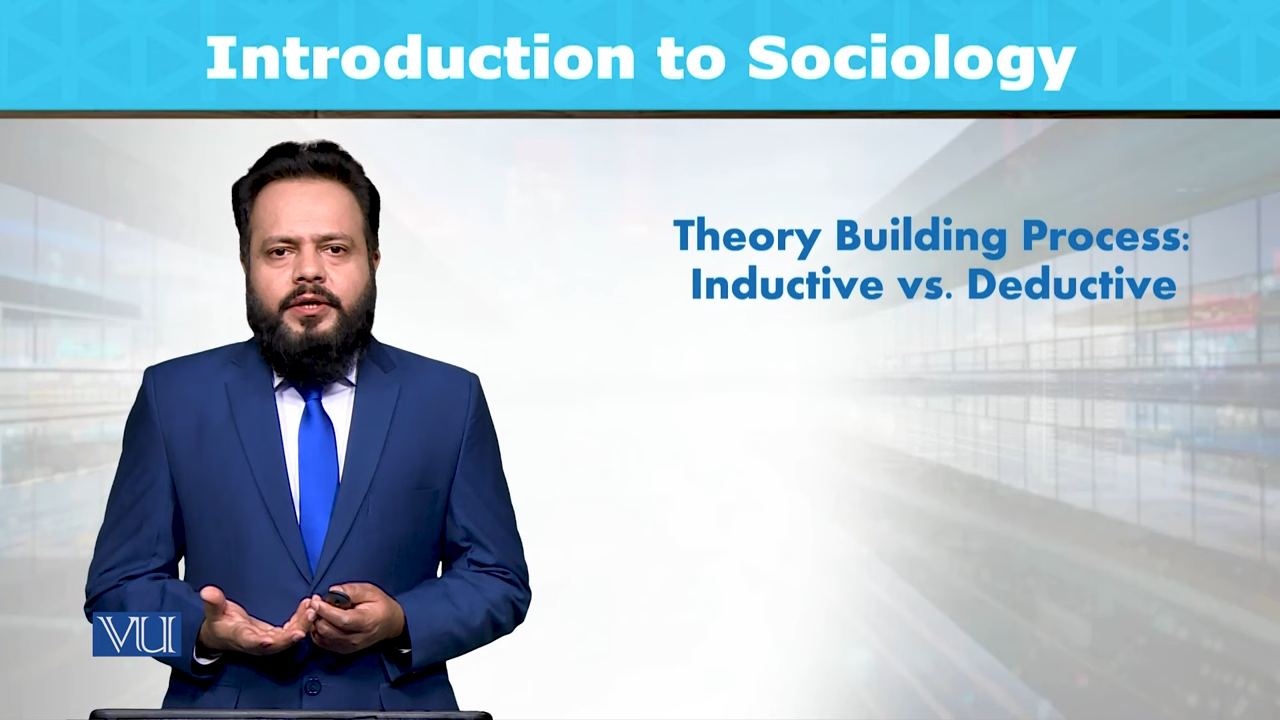 Introduction to Sociology
Theory Building Process:
Inductive vs. Deductive
VU